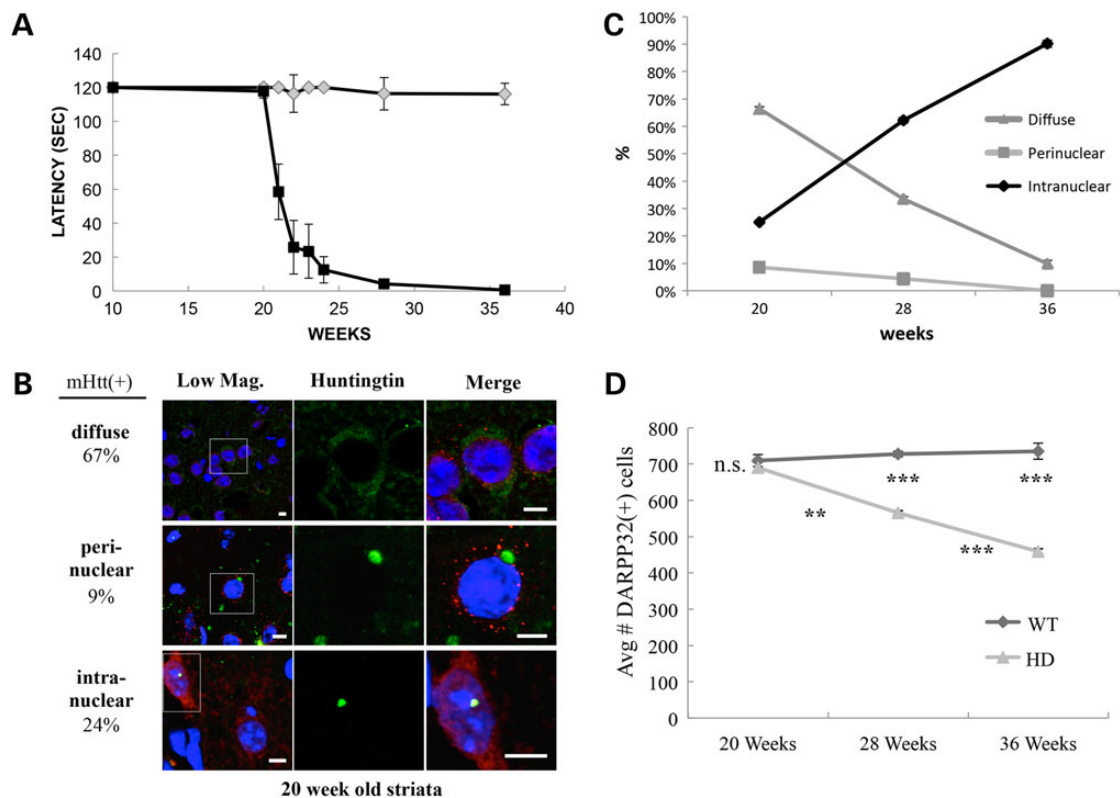 A
LATENCY (SEC)
140
120
100
80
60
40
20
0
10
15
20
25
30
35
40
WEEKS
C
%
100%
90%
80%
70%
60%
50%
40%
30%
20%
10%
0%
Diffuse
Perinuclear
Intranuclear
20
28
36
weeks
B
mHtt(+)
Low Mag.
Huntingtin
Merge
diffuse
67%
peri-
nuclear
9%
intra-
nuclear
24%
20 week old striata
D
Avg # DARPP32(+) cells
800
700
600
500
400
300
200
100
0
n.s.
**
***
***
***
WT
HD
20 Weeks
28 Weeks
36 Weeks